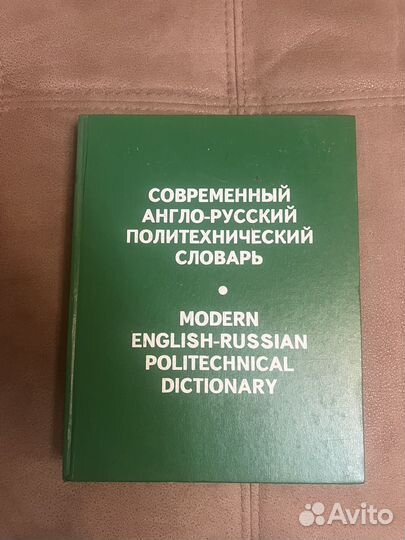 СОВРЕМЕННЫЙ
АНГЛО-РУССКИЙ
ПОЛИТЕХНИЧЕСКИЙ
СЛОВАРЬ
•
MODERN
ENGLISH-RUSSIAN
POLITECHNICAL
DICTIONARY
Avito